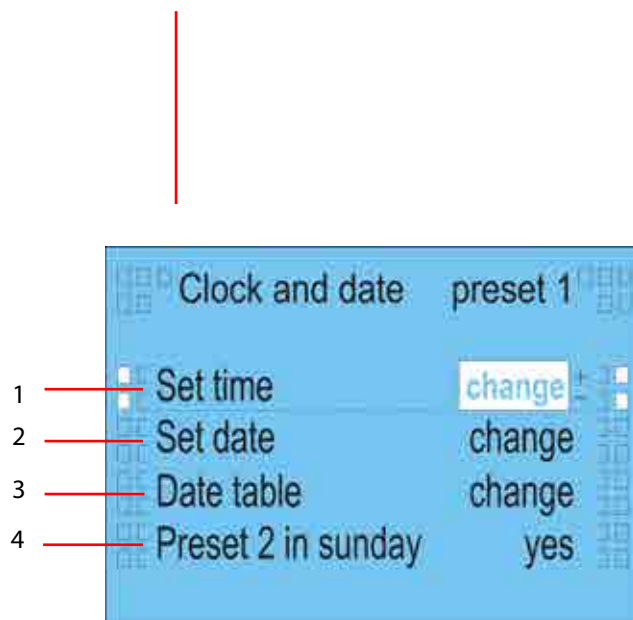 Clock and date preset 1
1 Set time change
2 Set date change
3 Date table change
4 Preset 2 in sunday yes